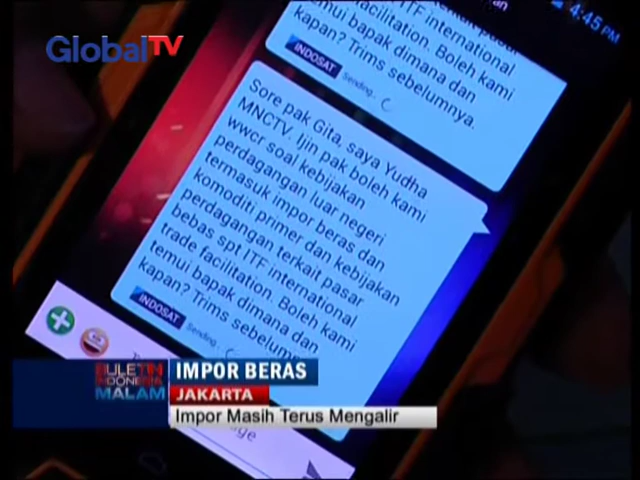 GlobalTV
4:45 PM
ITF international
facilitation. Boleh kami
temui bapak dimana dan
kapan? Trims sebelumnya.
INDOSAT Sending..
Sore pak Gita, saya Yudha
MNCTV. Ijin pak boleh kami
wwcr soal kebijakan
perdagangan luar negeri
termasuk impor beras dan
komoditi primer dan kebijakan
perdagangan terkait pasar
bebas spt ITF international
trade facilitation. Boleh kami
temui bapak dimana dan
kapan? Trims sebelumn
INDOSAT Sending..
BULETIN
INDONESIA
MALAM
IMPOR BERAS
JAKARTA
Impor Masih Terus Mengalir